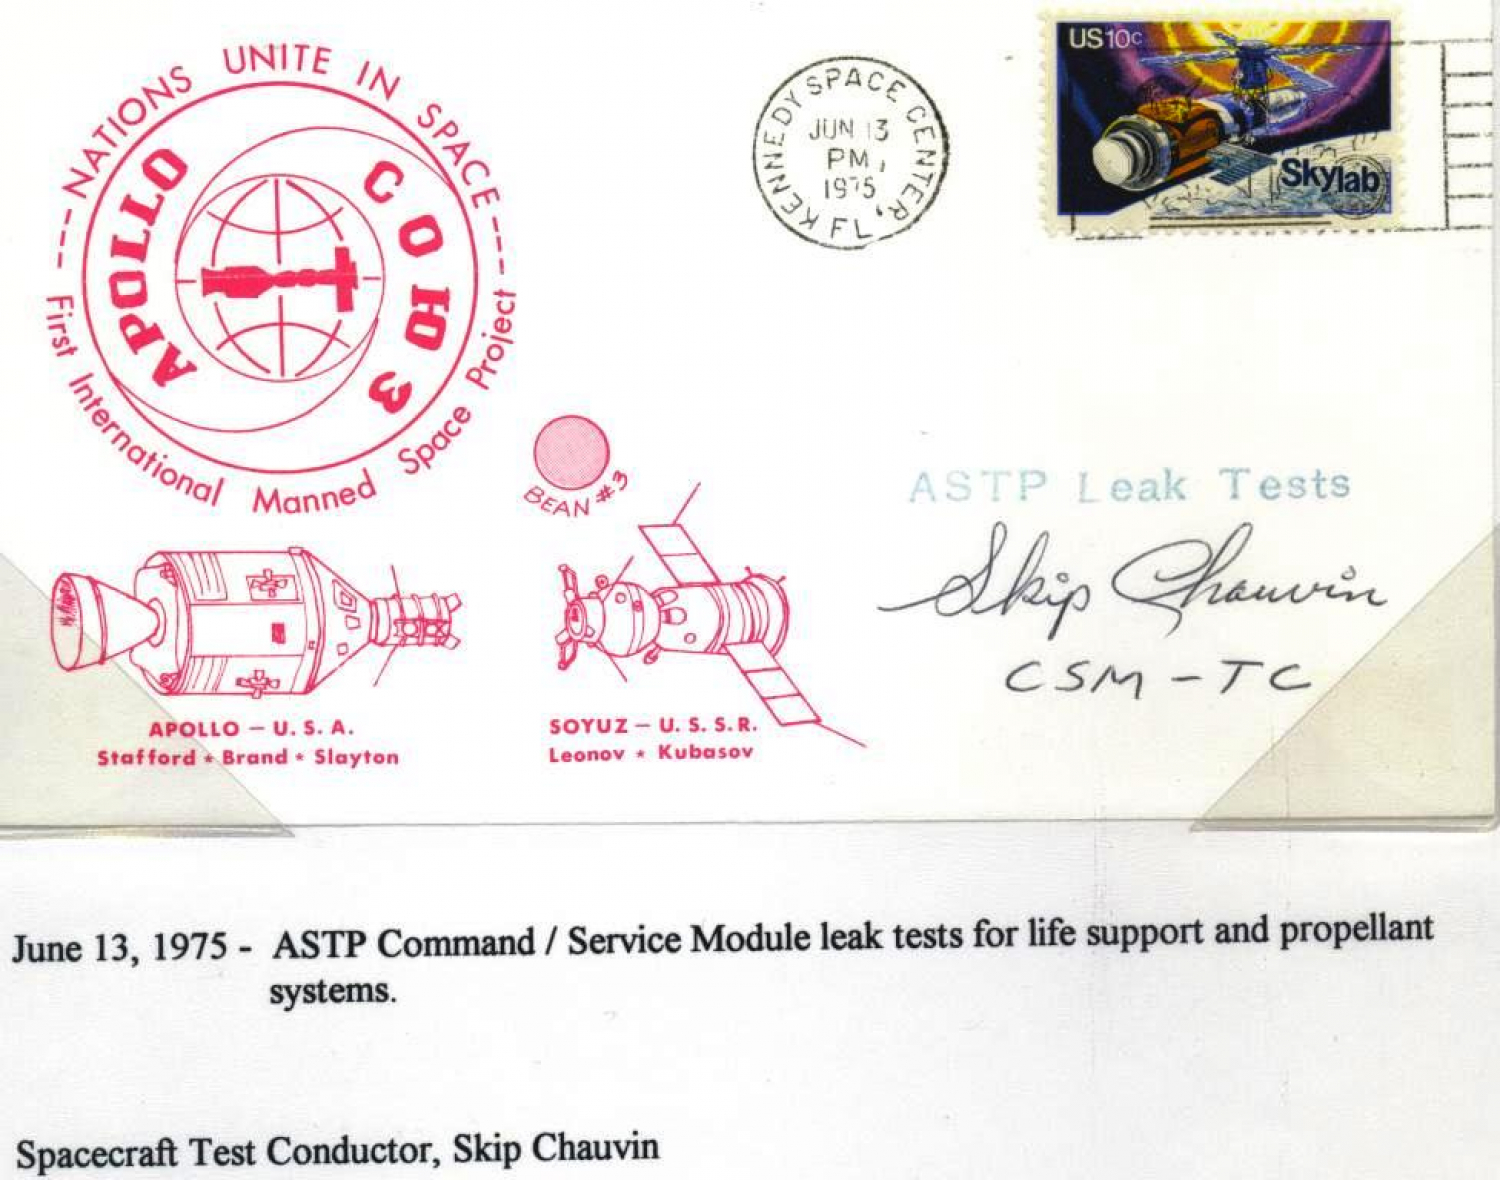 NATIONS UNITE IN SPACE
APOLLO
СОЮЗ
First International Manned Space Project
BEAN #3
APOLLO — U. S. A.
Stafford ★ Brand ★ Slayton
SOYUZ — U. S. S. R.
Leonov ★ Kubasov
KENNEDY SPACE CENTER, FL
JUN 13
PM
1975
US10c
Skylab
ASTP Leak Tests
Skip Chauvin
CSM - TC
June 13, 1975 - ASTP Command / Service Module leak tests for life support and propellant
systems.
Spacecraft Test Conductor, Skip Chauvin